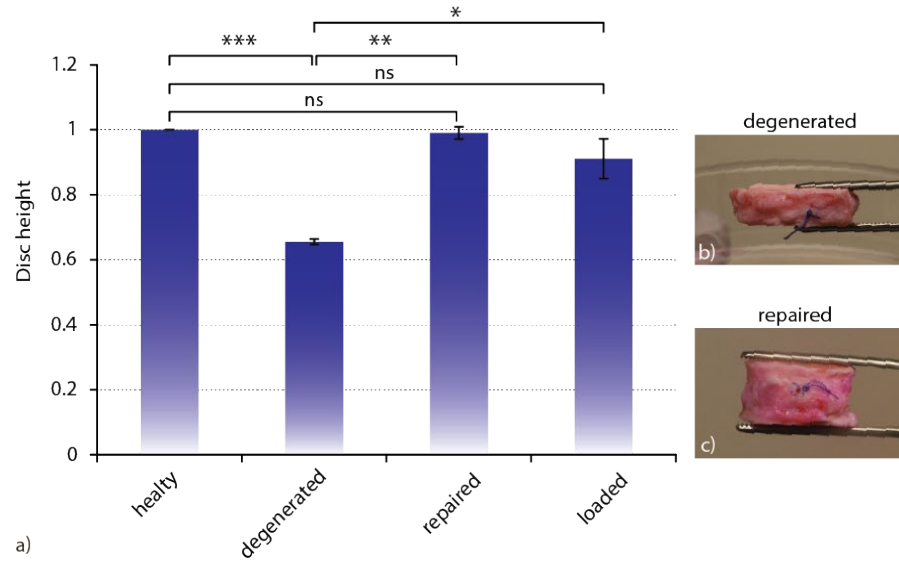 *
*** **
ns
ns
1.2
1
0.8
0.6
0.4
0.2
0
Disc height
healty
degenerated
repaired
loaded
a)
degenerated
b)
repaired
c)